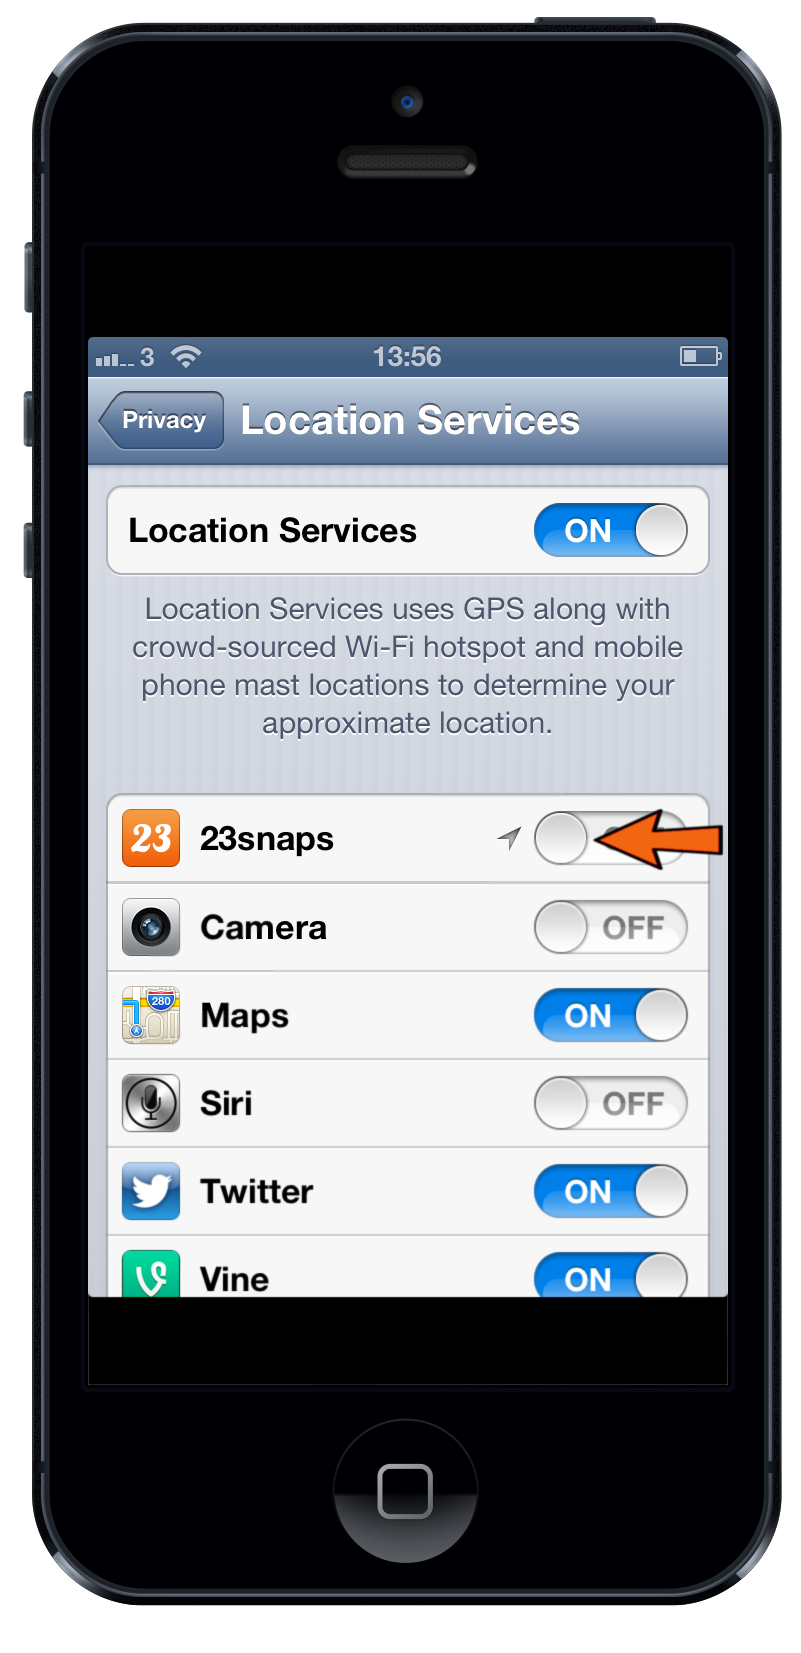 3 13:56
Privacy Location Services
Location Services ON
Location Services uses GPS along with
crowd-sourced Wi-Fi hotspot and mobile
phone mast locations to determine your
approximate location.
23 23snaps
Camera OFF
280 Maps ON
Siri OFF
Twitter ON
Vine ON